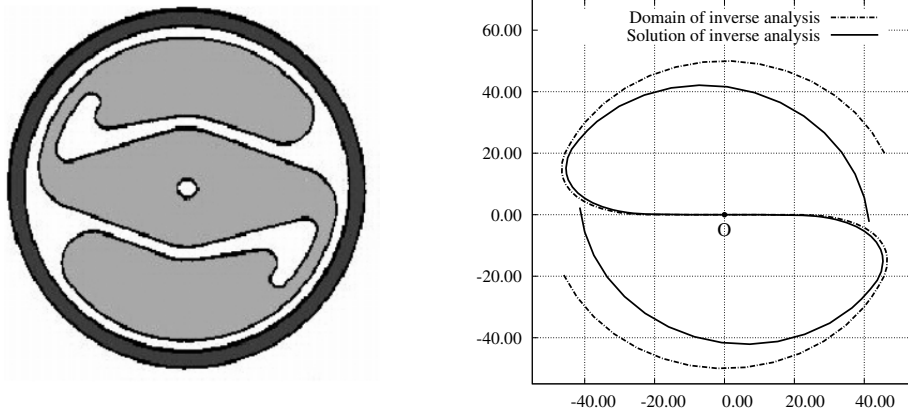 Domain of inverse analysis
Solution of inverse analysis
60.00
40.00
20.00
0.00
-20.00
-40.00
O
-40.00 -20.00 0.00 20.00 40.00